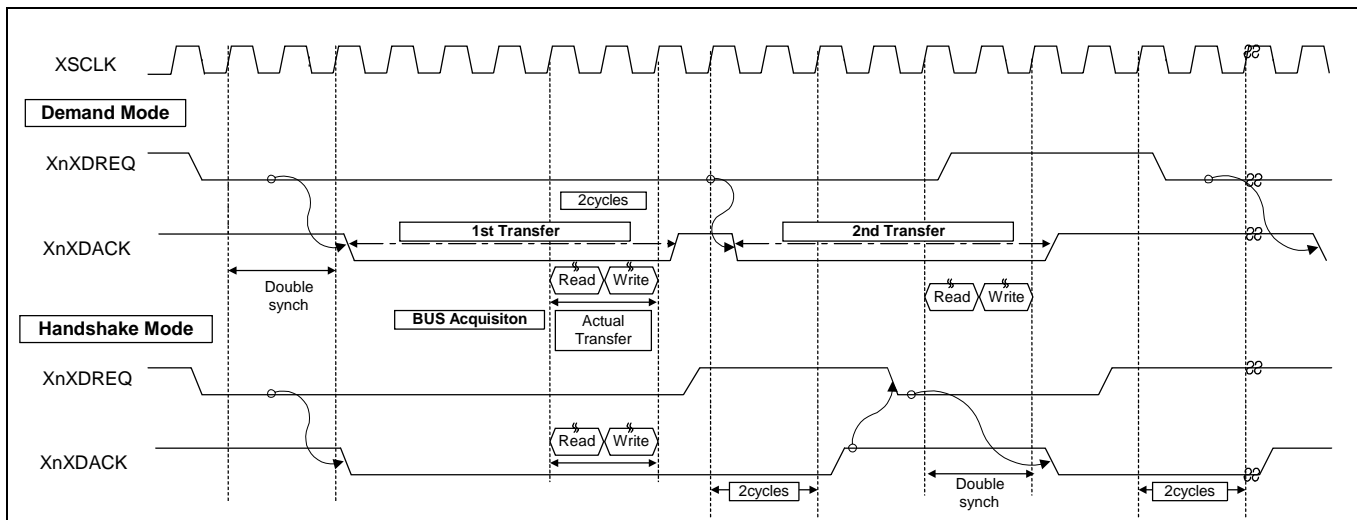 XSCLK
Demand Mode
XnXDREQ
2cycles
XnXDACK
1st Transfer
2nd Transfer
Double
synch
Read
Write
Read
Write
BUS Acquisiton
Actual
Transfer
Handshake Mode
XnXDREQ
Read
Write
XnXDACK
2cycles
Double
synch
2cycles